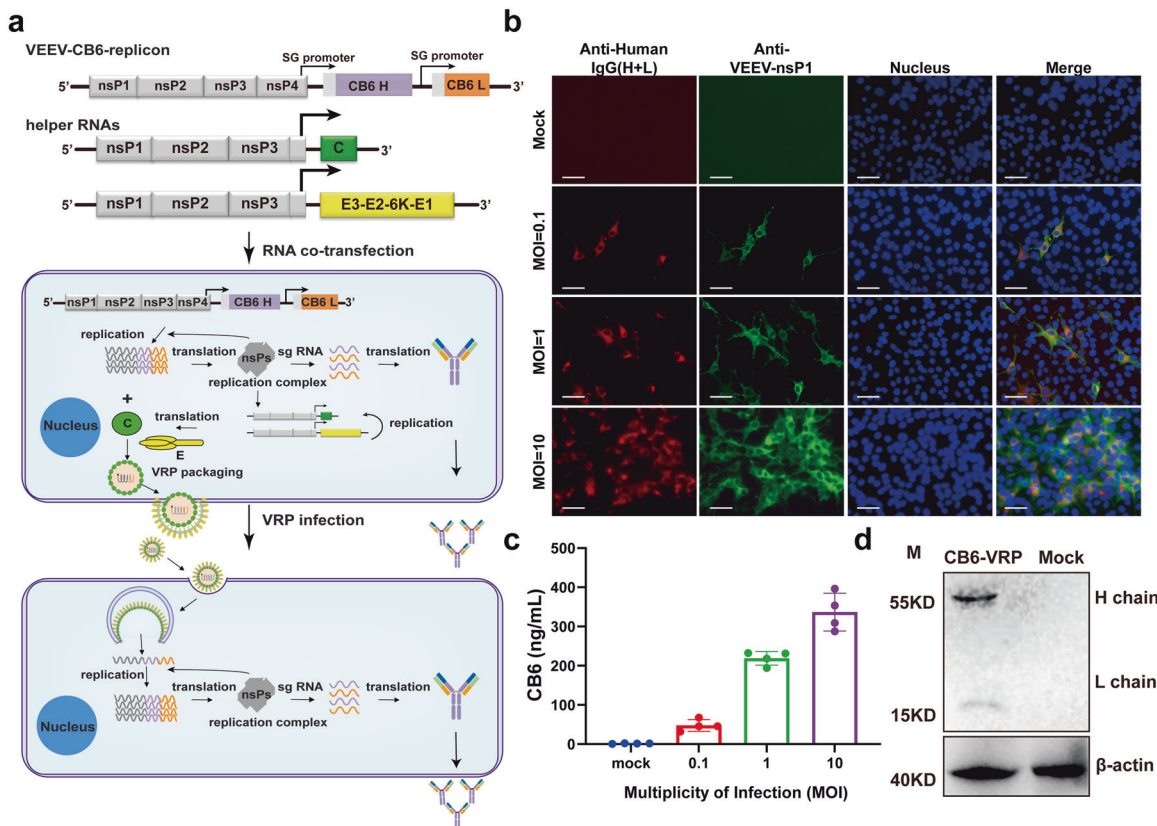 a
VEEV-CB6-replicon
SG promoter SG promoter
5’ nsP1 nsP2 nsP3 nsP4 CB6 H CB6 L 3’
helper RNAs
5’ nsP1 nsP2 nsP3 C 3’
5’ nsP1 nsP2 nsP3 E3-E2-6K-E1 3’
RNA co-transfection
5’ nsP1 nsP2 nsP3 nsP4 CB6 H CB6 L 3’
replication
translation nsPs sg RNA translation
replication complex
+
Nucleus
C
translation
E
replication
VRP packaging
VRP infection
replication
translation nsPs sg RNA translation
replication complex
Nucleus
b
Anti-Human IgG(H+L)
Anti-VEEV-nsP1
Nucleus
Merge
Mock
MOI=0.1
MOI=1
MOI=10
c
CB6 (ng/mL)
500
400
300
200
100
0
mock 0.1 1 10
Multiplicity of Infection (MOI)
d
M CB6-VRP Mock
55KD H chain
L chain
15KD
40KD β-actin